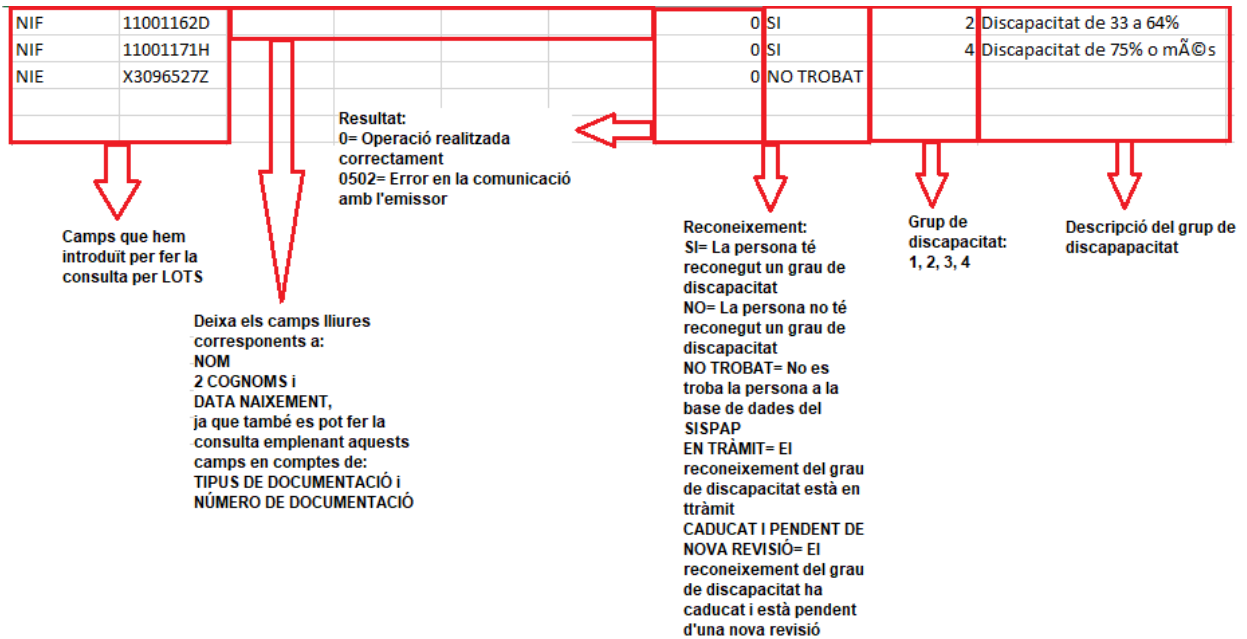 NIF 11001162D 0 SI 2 Discapacitat de 33 a 64%
NIF 11001171H 0 SI 4 Discapacitat de 75% o mÃ©s
NIE X3096527Z 0 NO TROBAT
Resultat:
0= Operació realitzada
correctament
0502= Error en la comunicació
amb l'emissor
Camps que hem
introduït per fer la
consulta per LOTS
Deixa els camps lliures
corresponents a:
NOM
2 COGNOMS i
DATA NAIXEMENT,
ja que també es pot fer la
consulta emplenant aquests
camps en comptes de:
TIPUS DE DOCUMENTACIÓ i
NÚMERO DE DOCUMENTACIÓ
Reconeixement:
SI= La persona té
reconegut un grau de
discapacitat
NO= La persona no té
reconegut un grau de
discapacitat
NO TROBAT= No es
troba la persona a la
base de dades del
SISPAP
EN TRÀMIT= El
reconeixement del grau
de discapacitat està en
ttràmit
CADUCAT I PENDENT DE
NOVA REVISIÓ= El
reconeixement del grau
de discapacitat ha
caducat i està pendent
d'una nova revisió
Grup de
discapacitat:
1, 2, 3, 4
Descripció del grup de
discapapacitat